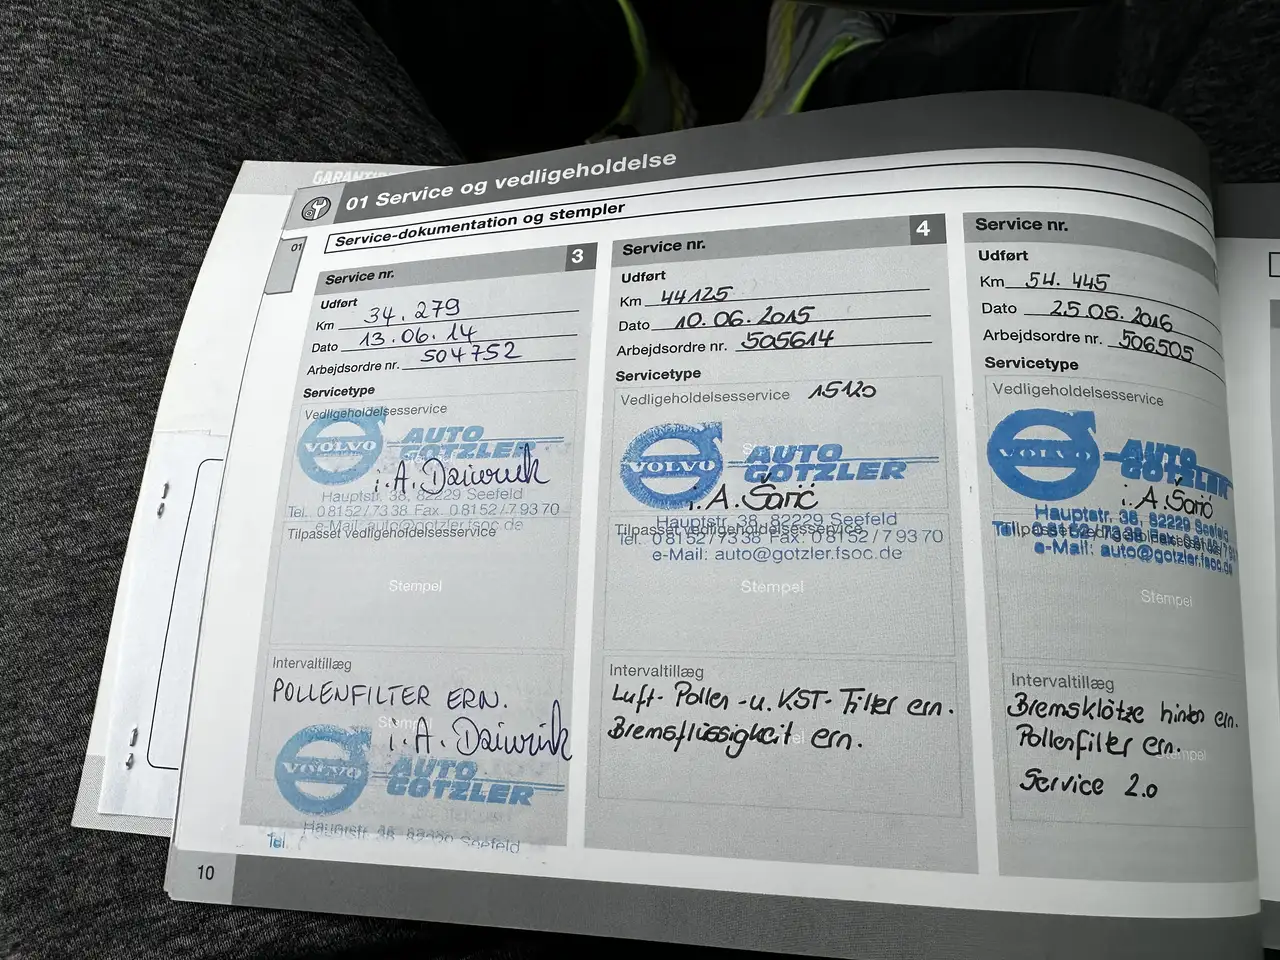 GARANTI
01 Service og vedligeholdelse
01
Service-dokumentation og stempler
Service nr. 3
Udført
Km 34.279
Dato 13.06.14
Arbejdsordre nr. 504752
Servicetype
Vedligeholdelsesservice
VOLVO AUTO GOTZLER
i.A.
Hauptstr. 38, 82229 Seefeld
Tel. 08152/7338 Fax. 08152/79370
e-Mail: auto@gotzler.fsoc.de
Tilpasset vedligeholdelsesservice
Stempel
Intervaltillæg
POLLENFILTER ERN.
Stempel
i.A.
VOLVO AUTO GOTZLER
Hauptstr. 38, 82229 Seefeld
Tel.
Service nr. 4
Udført
Km 44125
Dato 10.06.2015
Arbejdsordre nr. 505614
Servicetype
Vedligeholdelsesservice 15120
VOLVO AUTO GOTZLER
i.A. Šarić
Hauptstr. 38, 82229 Seefeld
Tilpasset vedligeholdelsesservice
Tel. 08152/7338 Fax. 08152/79370
e-Mail: auto@gotzler.fsoc.de
Stempel
Intervaltillæg
Luft- Pollen -u. KST- Filter ern.
Bremsflüssigkeit ern.
Service nr.
Udført
Km 54.445
Dato 25.05.2016
Arbejdsordre nr. 506505
Servicetype
Vedligeholdelsesservice
VOLVO AUTO GOTZLER
i.A. Šarić
Hauptstr. 38, 82229 Seefeld
e-Mail: auto@gotzler.fsoc.de
Stempel
Intervaltillæg
Bremsklötze hinten ern.
Pollenfilter ern.
Stempel
Service 2.0
10